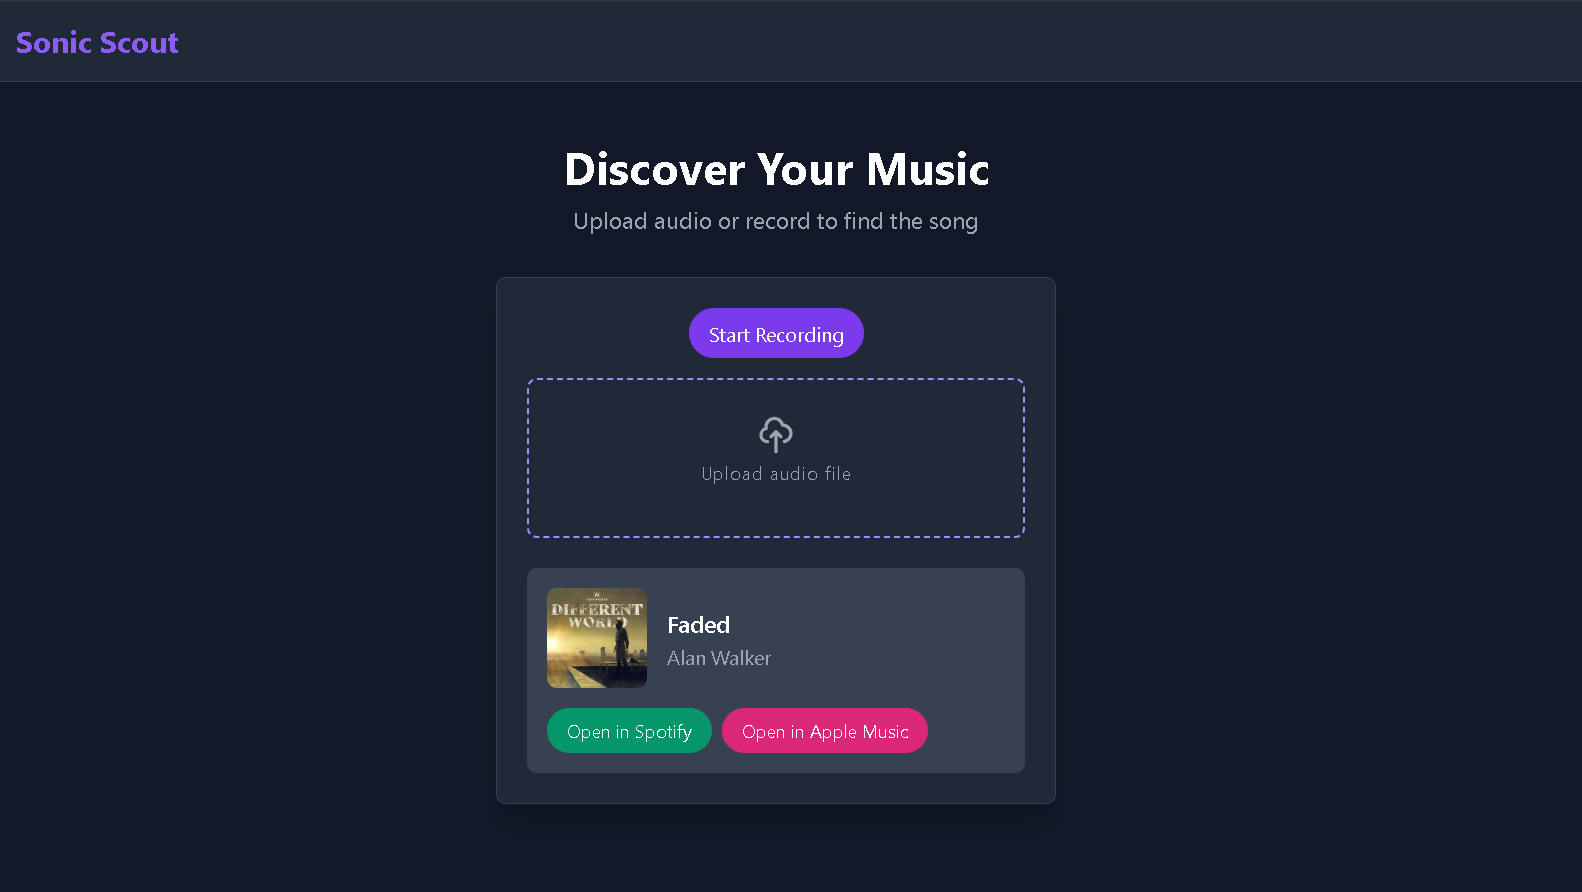 Sonic Scout
Discover Your Music
Upload audio or record to find the song
Start Recording
Upload audio file
DIFFERENT
WORLD
Faded
Alan Walker
Open in Spotify
Open in Apple Music